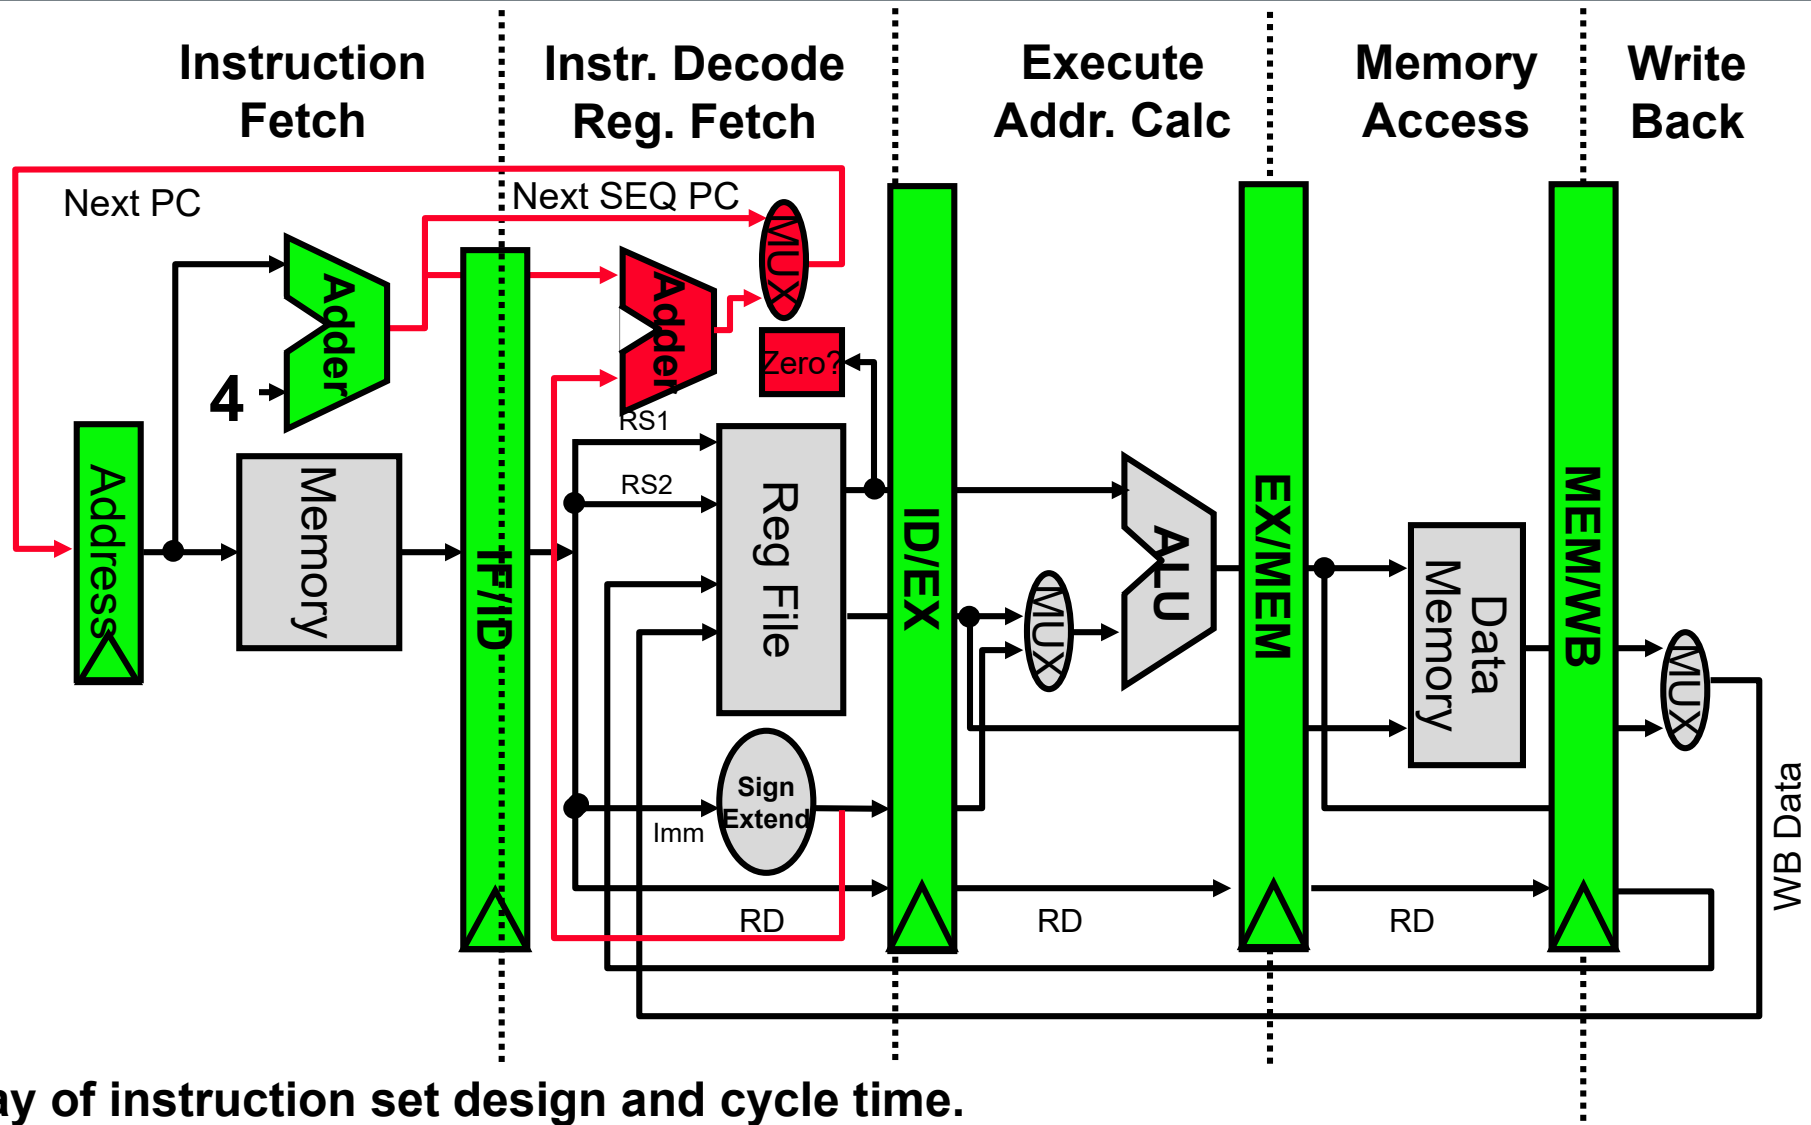 Instruction
Fetch
Instr. Decode
Reg. Fetch
Execute
Addr. Calc
Memory
Access
Write
Back
Next PC
Next SEQ PC
MUX
Adder
Adder
Zero?
4
RS1
Address
Memory
IF/ID
RS2
Reg File
ID/EX
MUX
ALU
EX/MEM
Data
Memory
MEM/WB
MUX
Sign
Extend
Imm
WB Data
RD
RD
RD
ay of instruction set design and cycle time.